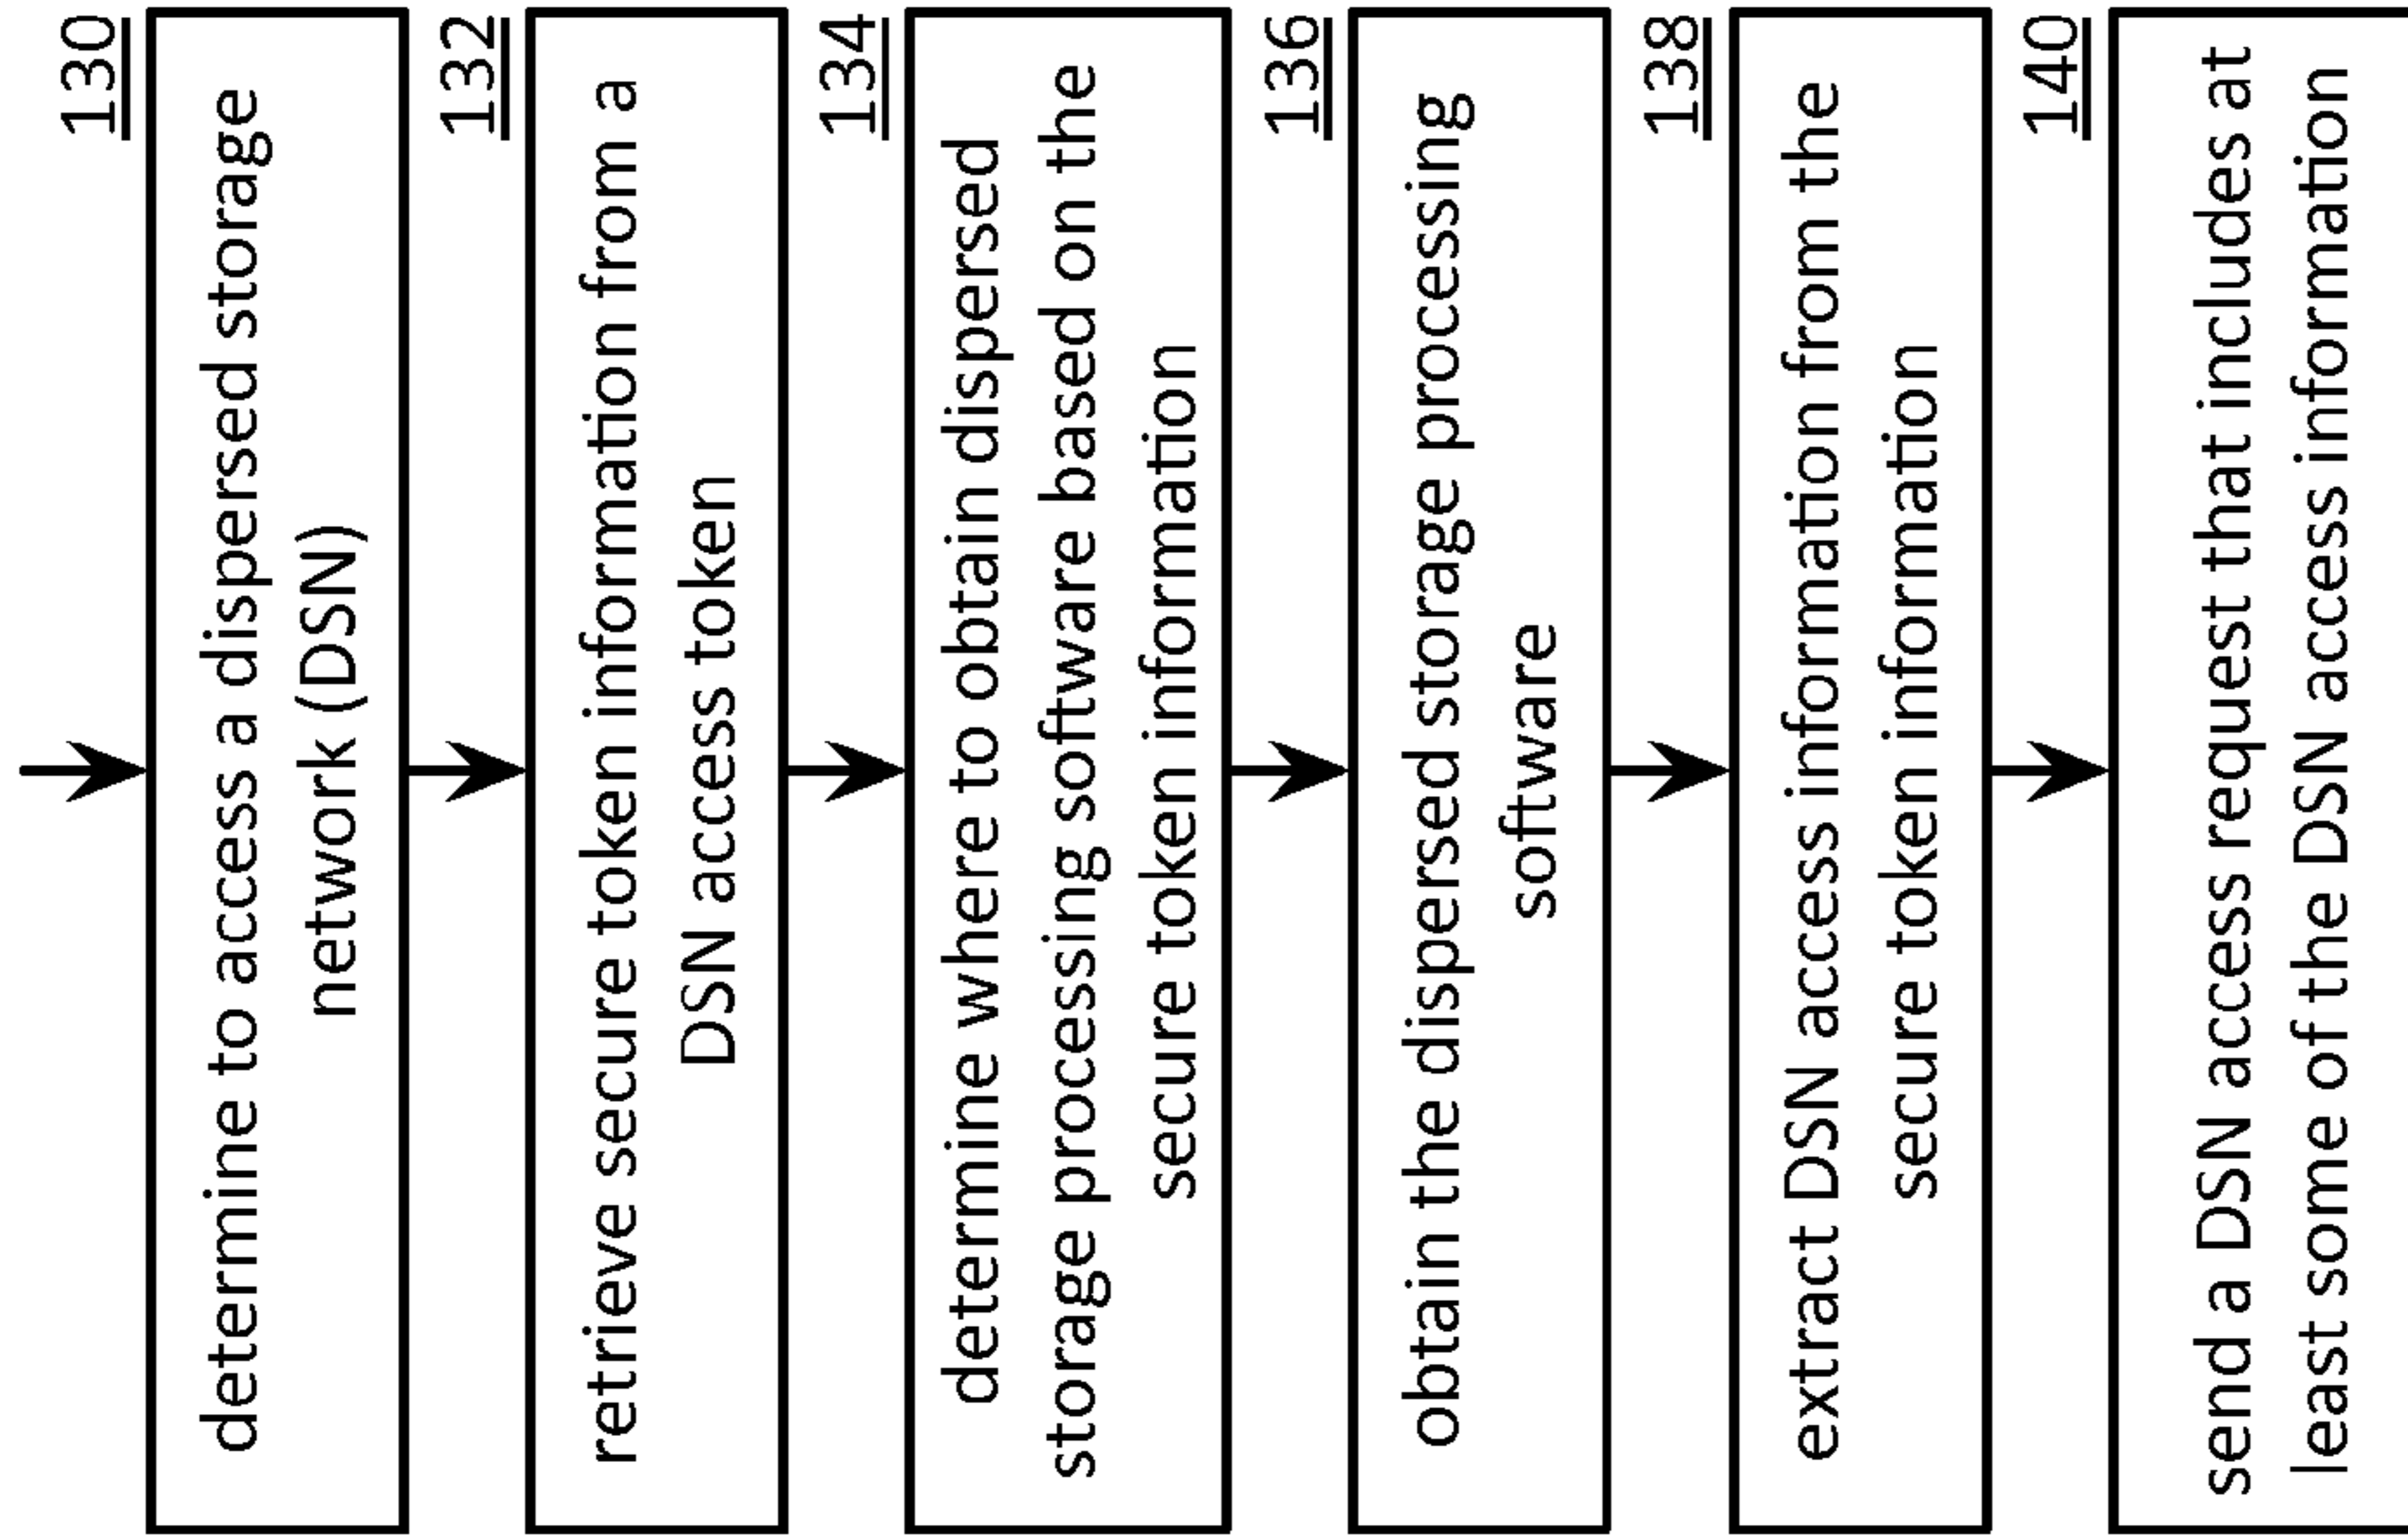 130
determine to access a dispersed storage
network (DSN)
132
retrieve secure token information from a
DSN access token
134
determine where to obtain dispersed
storage processing software based on the
secure token information
136
obtain the dispersed storage processing
software
138
extract DSN access information from the
secure token information
140
send a DSN access request that includes at
least some of the DSN access information